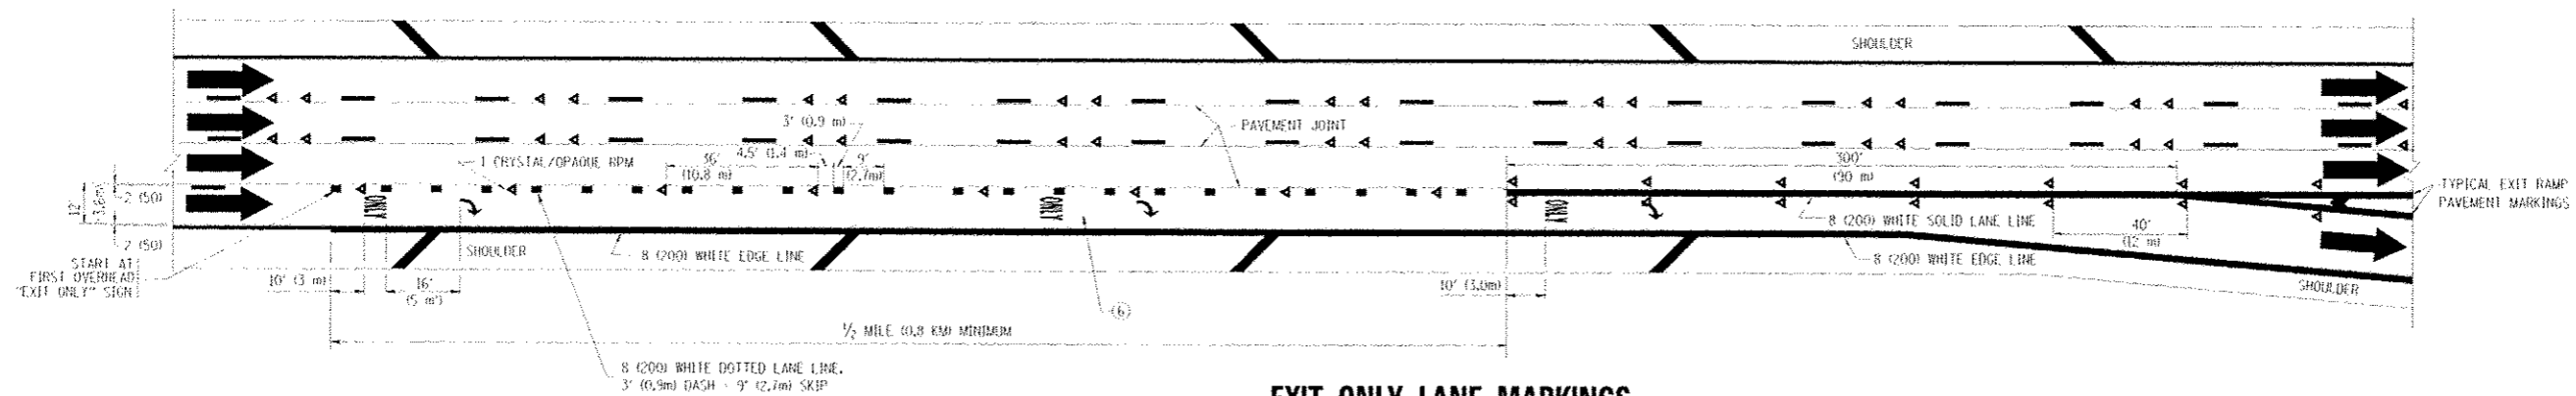 SHOULDER
3' (0.9 m)
PAVEMENT JOINT
4.5' (1.4 m)
1 CRYSTAL/OPAQUE RPM
36'
(10.8 m)
9'
(2.7m)
300'
(90 m)
12'
(3.6m)
2 (50)
ONLY
ONLY
ONLY
TYPICAL EXIT RAMP
PAVEMENT MARKINGS
8 (200) WHITE SOLID LANE LINE
40'
(12 m)
2 (50)
SHOULDER
8 (200) WHITE EDGE LINE
8 (200) WHITE EDGE LINE
START AT
FIRST OVERHEAD
"EXIT ONLY" SIGN
10' (3 m)
16'
(5 m)
10' (3.0m)
SHOULDER
(6)
1/2 MILE (0.8 KM) MINIMUM
8 (200) WHITE DOTTED LANE LINE,
3' (0.9m) DASH - 9' (2.7m) SKIP
EXIT ONLY LANE MARKINGS